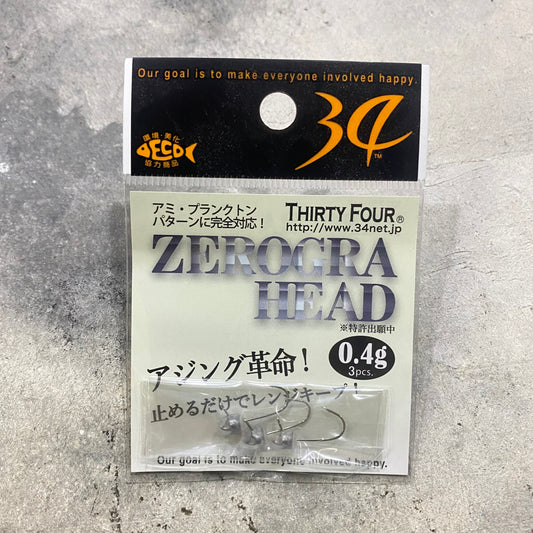 Our goal is to make everyone involved happy.
環境・美化
DECO
協力商品
34
TM
アミ・プランクトン
パターンに完全対応！
THIRTY FOUR®
http://www.34net.jp
ZEROGRA
HEAD
※特許出願中
0.4g
3pcs.
アジング革命！
止めるだけでレンジキープ！
Our goal is to make everyone involved happy.